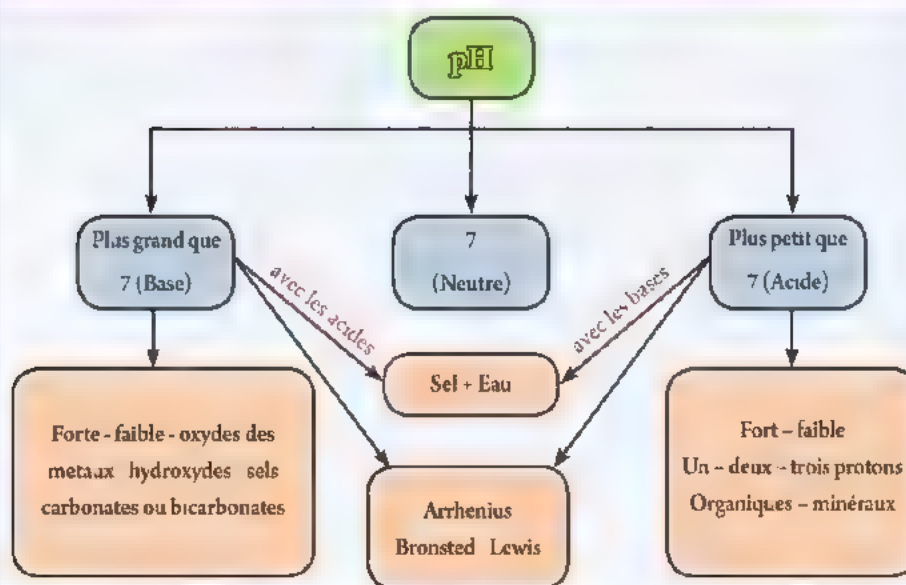 pH
Plus grand que
7 (Base)
7
(Neutre)
Plus petit que
7 (Acide)
avec les acides
avec les bases
Sel + Eau
Forte - faible - oxydes des
metaux hydroxydes sels
carbonates ou bicarbonates
Arrhenius
Bronsted Lewis
Fort - faible
Un - deux - trois protons
Organiques - minéraux